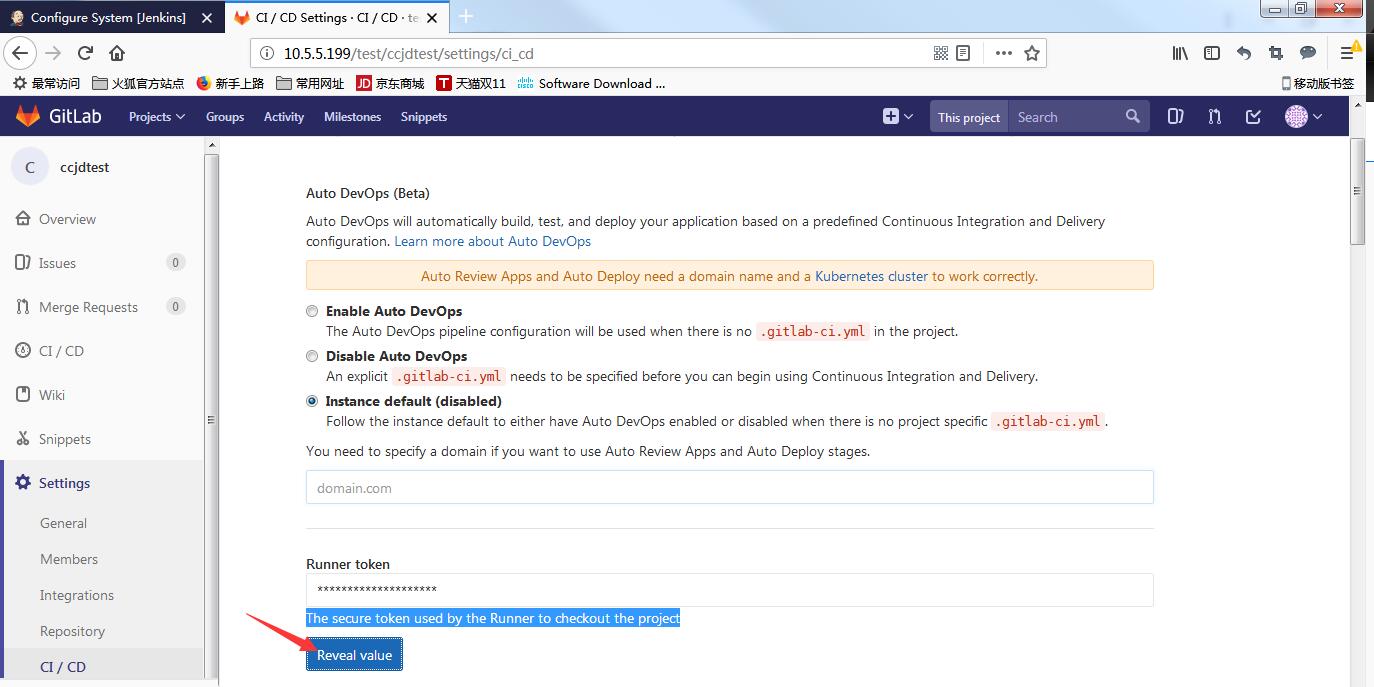 Configure System [Jenkins]
CI / CD Settings · CI / CD · te
10.5.5.199/test/ccjdtest/settings/ci_cd
最常访问 火狐官方站点 新手上路 常用网址 JD 京东商城 T 天猫双11 cisco Software Download ... 移动版书签
GitLab Projects Groups Activity Milestones Snippets This project Search
C ccjdtest
Overview
Issues 0
Merge Requests 0
CI / CD
Wiki
Snippets
Settings
General
Members
Integrations
Repository
CI / CD
Auto DevOps (Beta)
Auto DevOps will automatically build, test, and deploy your application based on a predefined Continuous Integration and Delivery
configuration. Learn more about Auto DevOps
Auto Review Apps and Auto Deploy need a domain name and a Kubernetes cluster to work correctly.
Enable Auto DevOps
The Auto DevOps pipeline configuration will be used when there is no .gitlab-ci.yml in the project.
Disable Auto DevOps
An explicit .gitlab-ci.yml needs to be specified before you can begin using Continuous Integration and Delivery.
Instance default (disabled)
Follow the instance default to either have Auto DevOps enabled or disabled when there is no project specific .gitlab-ci.yml.
You need to specify a domain if you want to use Auto Review Apps and Auto Deploy stages.
domain.com
Runner token
********************
The secure token used by the Runner to checkout the project
Reveal value